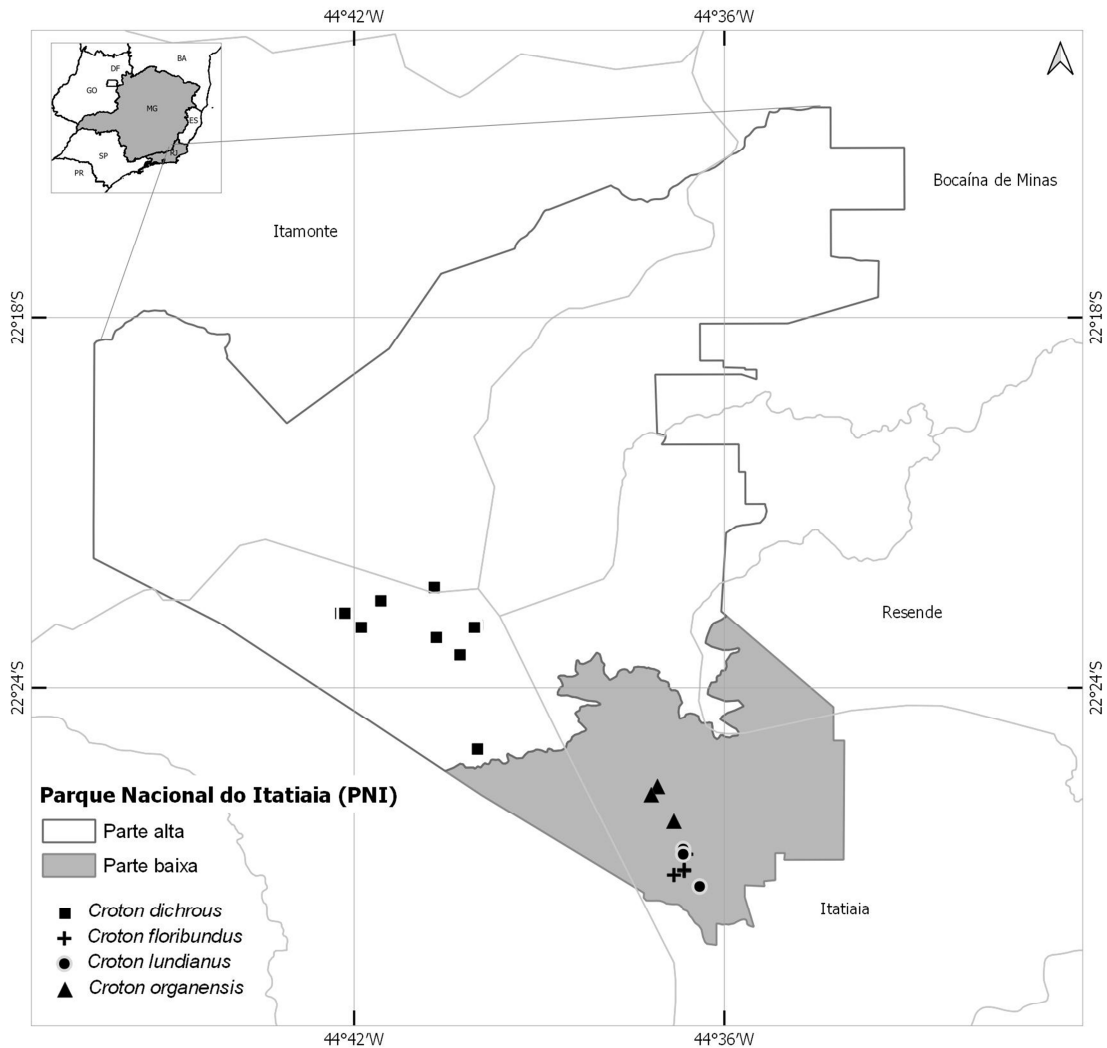 44°42′W 44°36′W
DF
BA
GO
MG
ES
SP
RJ
PR
Bocaína de Minas
Itamonte
22°18′S 22°18′S
Resende
22°24′S 22°24′S
Parque Nacional do Itatiaia (PNI)
Parte alta
Parte baixa
Itatiaia
Croton dichrous
Croton floribundus
Croton lundianus
Croton organensis
44°42′W 44°36′W